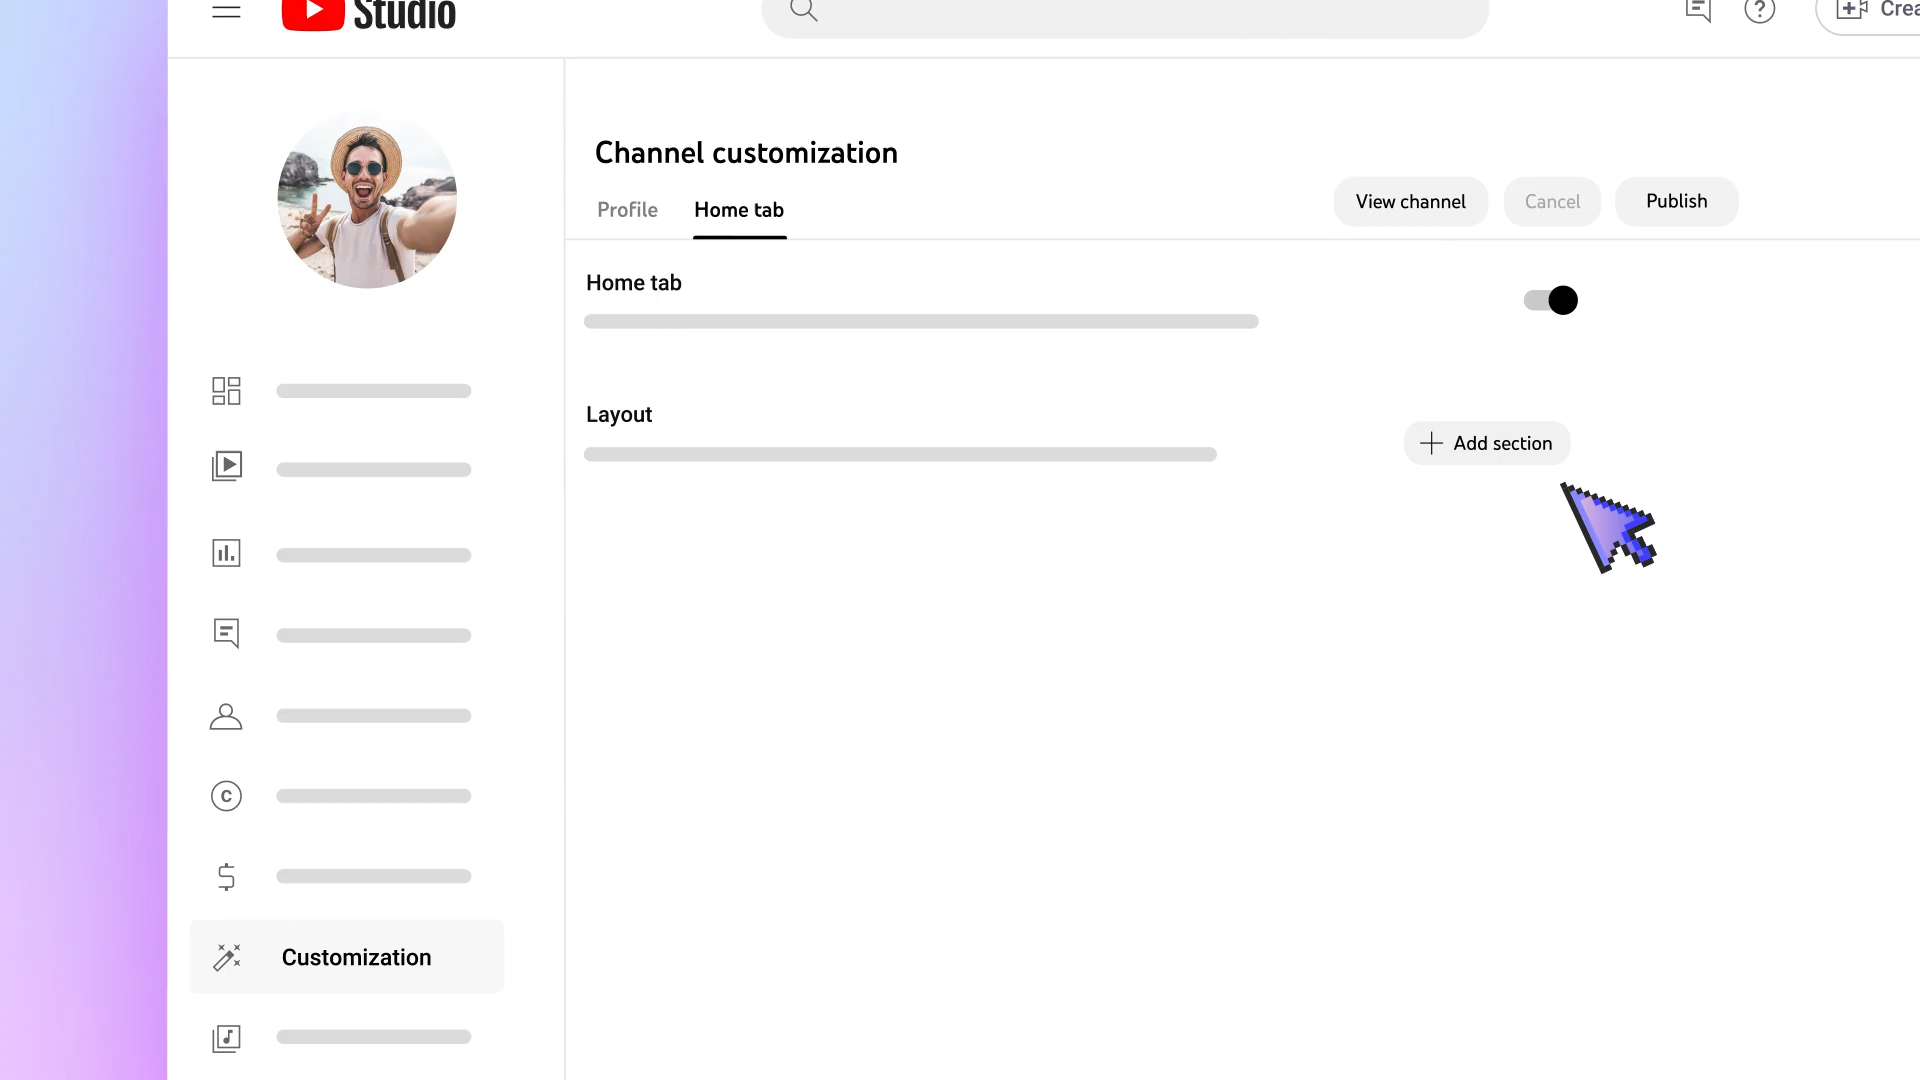 Studio
Crea
Channel customization
Profile
Home tab
View channel
Cancel
Publish
Home tab
Layout
Add section
C
Customization